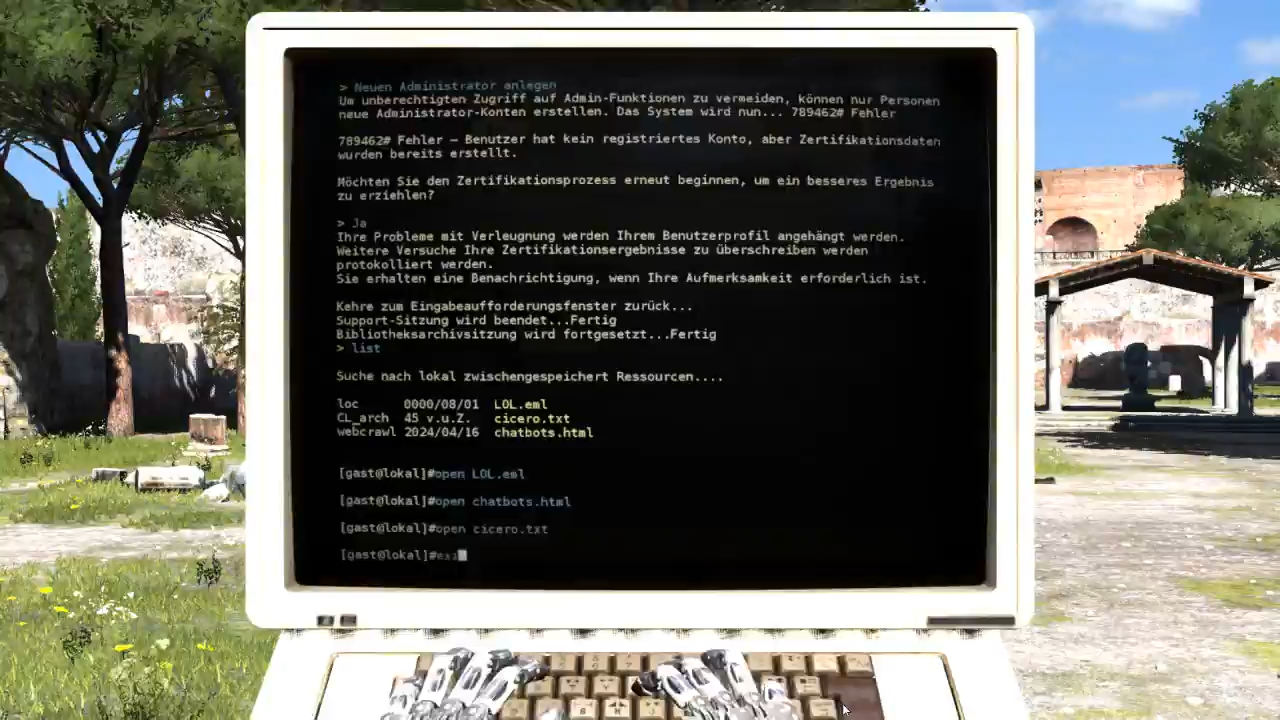 > Neuen Administrator anlegen
Um unberechtigten Zugriff auf Admin-Funktionen zu vermeiden, können nur Personen
neue Administrator-Konten erstellen. Das System wird nun... 789462# Fehler
789462# Fehler – Benutzer hat kein registriertes Konto, aber Zertifikationsdaten
wurden bereits erstellt.
Möchten Sie den Zertifikationsprozess erneut beginnen, um ein besseres Ergebnis
zu erziehlen?
> Ja
Ihre Probleme mit Verleugnung werden Ihrem Benutzerprofil angehängt werden.
Weitere Versuche Ihre Zertifikationsergebnisse zu überschreiben werden
protokolliert werden.
Sie erhalten eine Benachrichtigung, wenn Ihre Aufmerksamkeit erforderlich ist.
Kehre zum Eingabeaufforderungsfenster zurück...
Support-Sitzung wird beendet...Fertig
Bibliotheksarchivsitzung wird fortgesetzt...Fertig
> list
Suche nach lokal zwischengespeichert Ressourcen....
loc 0000/08/01 LOL.eml
CL_arch 45 v.u.Z. cicero.txt
webcrawl 2024/04/16 chatbots.html
[gast@lokal]#open LOL.eml
[gast@lokal]#open chatbots.html
[gast@lokal]#open cicero.txt
[gast@lokal]#exi